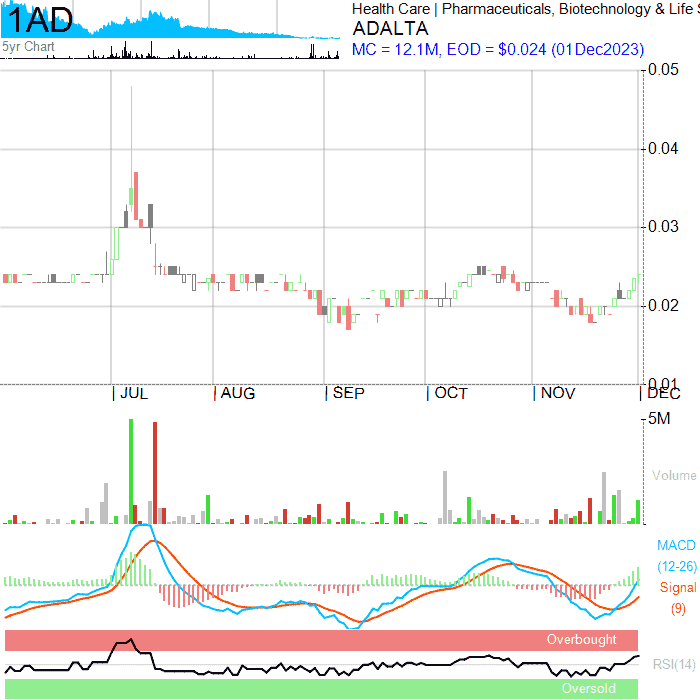 1AD
5yr Chart
Health Care | Pharmaceuticals, Biotechnology & Life S
ADALTA
MC = 12.1M, EOD = $0.024 (01Dec2023)
0.05
0.04
0.03
0.02
0.01
JUL AUG SEP OCT NOV DEC
5M
Volume
MACD
(12-26)
Signal
(9)
Overbought
RSI(14)
Oversold